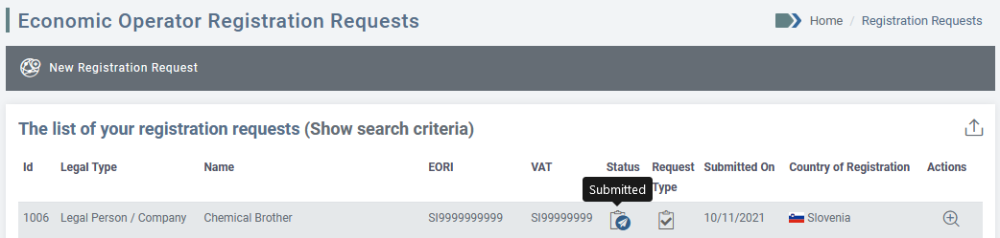 Economic Operator Registration Requests
Home / Registration Requests
New Registration Request
The list of your registration requests (Show search criteria)
Id Legal Type Name EORI VAT Status Request Type Submitted On Country of Registration Actions
Submitted
1006 Legal Person / Company Chemical Brother SI9999999999 SI99999999 10/11/2021 Slovenia